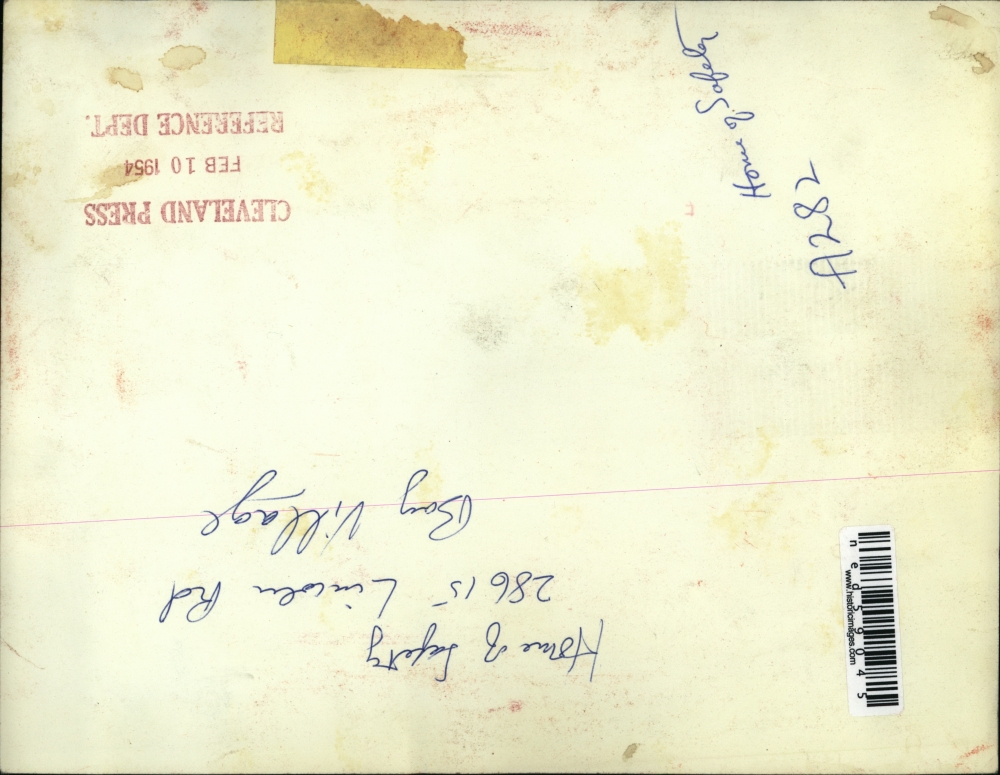 Home of Safety
28615 Lincoln Rd
Bay Village
CLEVELAND PRESS
FEB 10 1954
REFERENCE DEPT.
Home of Safety
A282
ned59045
www.historicimages.com